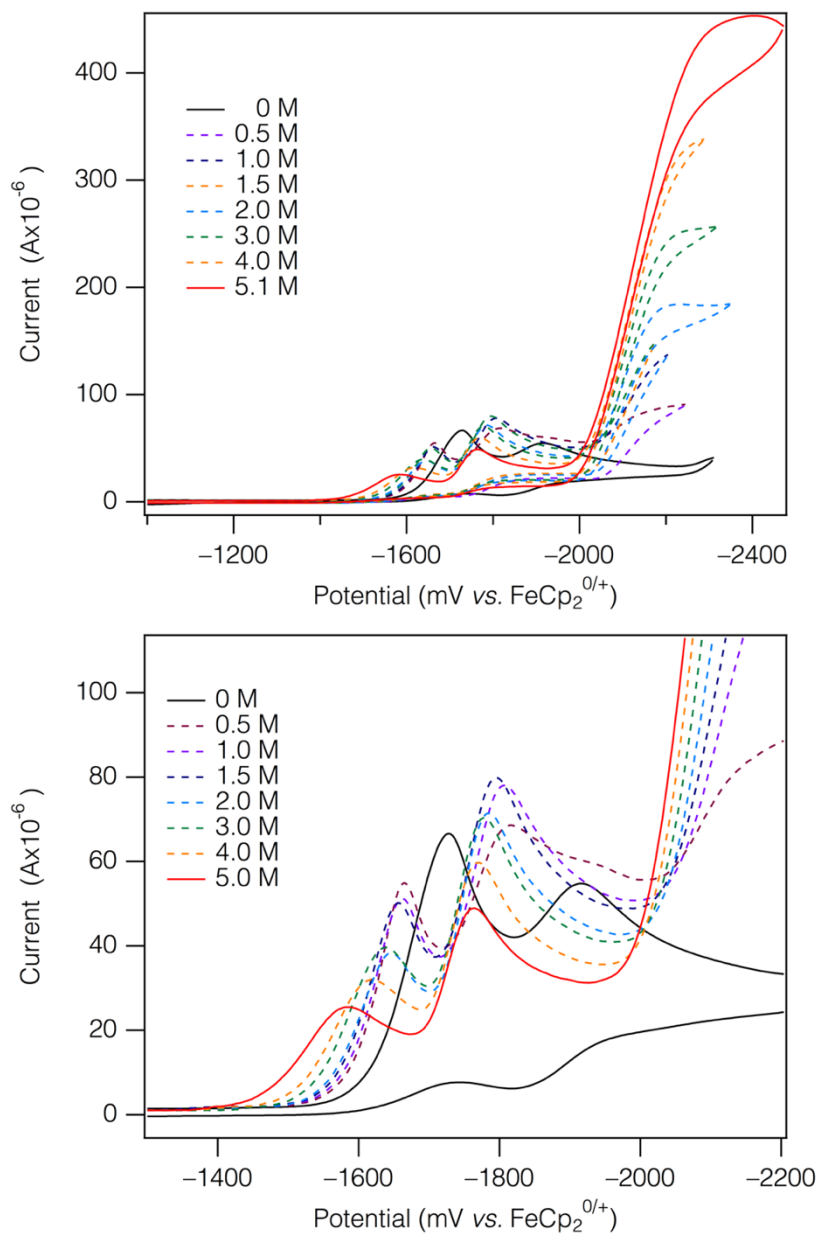 400
300
200
100
0
Current (Ax10⁻⁶)
0 M
0.5 M
1.0 M
1.5 M
2.0 M
3.0 M
4.0 M
5.1 M
−1200
−1600
−2000
−2400
Potential (mV vs. FeCp₂⁰ᐟ⁺)
100
80
60
40
20
0
Current (Ax10⁻⁶)
0 M
0.5 M
1.0 M
1.5 M
2.0 M
3.0 M
4.0 M
5.0 M
−1400
−1600
−1800
−2000
−2200
Potential (mV vs. FeCp₂⁰ᐟ⁺)